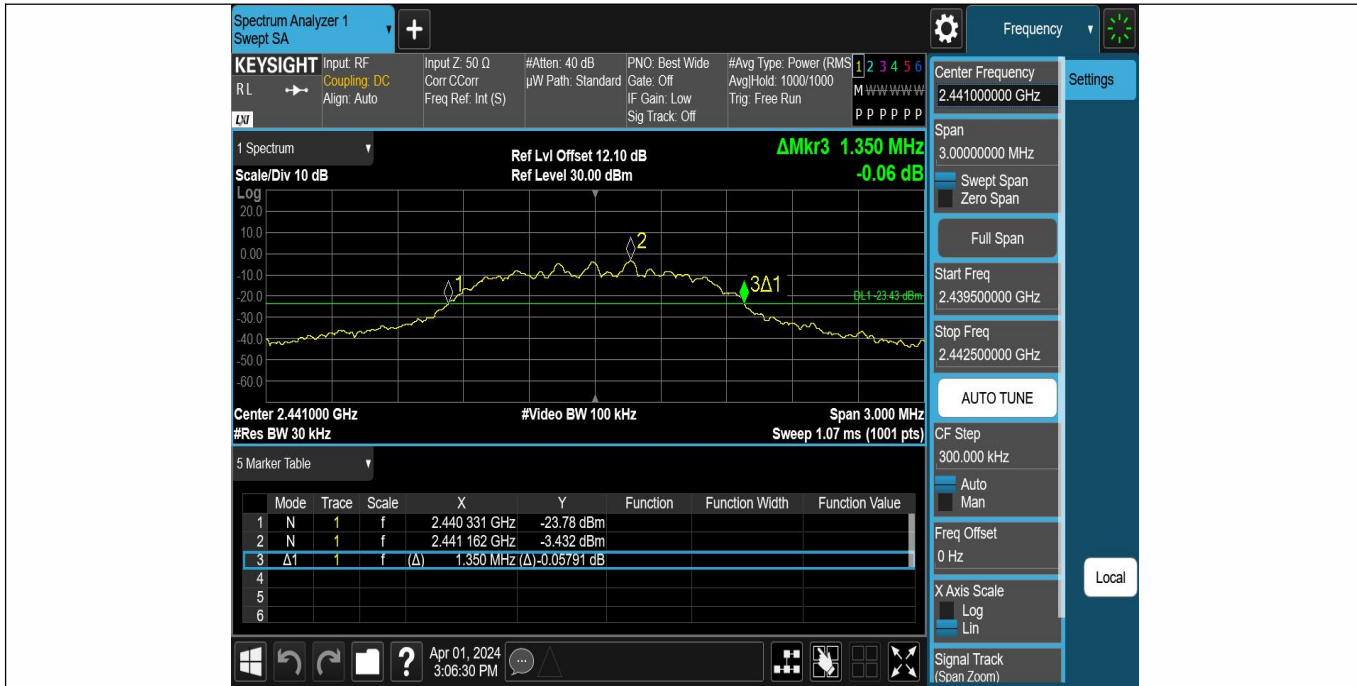 Spectrum Analyzer 1
Swept SA
+
Frequency
KEYSIGHT
RL
LXI
Input: RF
Coupling: DC
Align: Auto
Input Z: 50 Ω
Corr CCorr
Freq Ref: Int (S)
#Atten: 40 dB
µW Path: Standard
PNO: Best Wide
Gate: Off
IF Gain: Low
Sig Track: Off
#Avg Type: Power (RMS
Avg|Hold: 1000/1000
Trig: Free Run
1 2 3 4 5 6
M W W W W W
P P P P P P
1 Spectrum
Scale/Div 10 dB
Ref Lvl Offset 12.10 dB
Ref Level 30.00 dBm
ΔMkr3 1.350 MHz
-0.06 dB
Log
20.0
10.0
0.00
-10.0
-20.0
-30.0
-40.0
-50.0
-60.0
1
2
3Δ1
DL1 -23.43 dBm
Center 2.441000 GHz
#Video BW 100 kHz
Span 3.000 MHz
#Res BW 30 kHz
Sweep 1.07 ms (1001 pts)
5 Marker Table
Mode Trace Scale X Y Function Function Width Function Value
1 N 1 f 2.440 331 GHz -23.78 dBm
2 N 1 f 2.441 162 GHz -3.432 dBm
3 Δ1 1 f (Δ) 1.350 MHz (Δ) -0.05791 dB
4
5
6
?
Apr 01, 2024
3:06:30 PM
Center Frequency
2.441000000 GHz
Settings
Span
3.00000000 MHz
Swept Span
Zero Span
Full Span
Start Freq
2.439500000 GHz
Stop Freq
2.442500000 GHz
AUTO TUNE
CF Step
300.000 kHz
Auto
Man
Freq Offset
0 Hz
Local
X Axis Scale
Log
Lin
Signal Track
(Span Zoom)